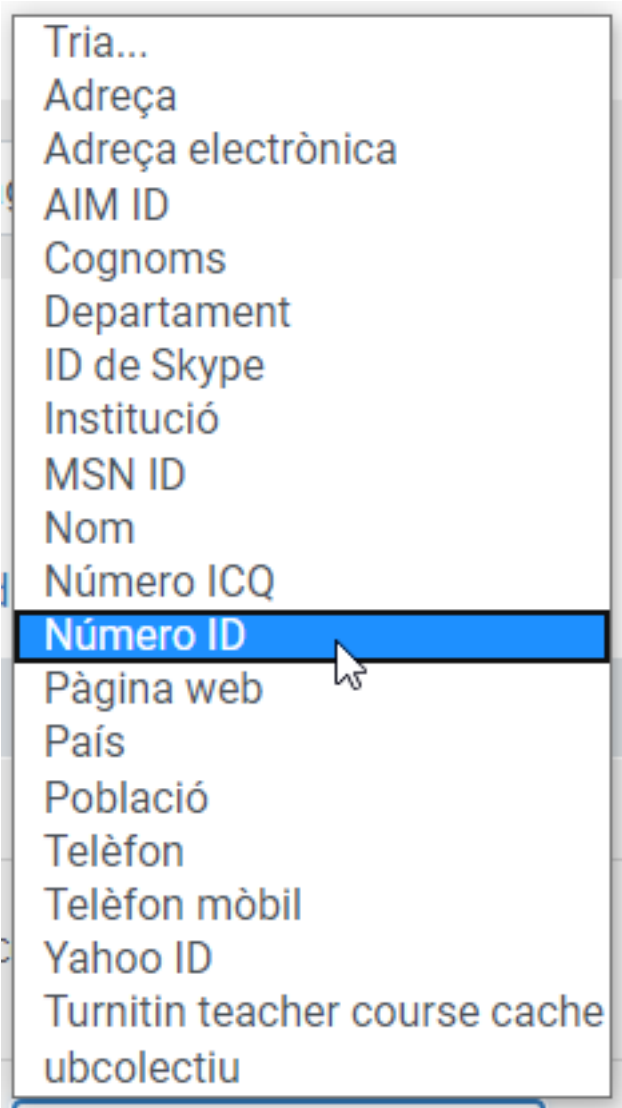 Tria...
Adreça
Adreça electrònica
AIM ID
Cognoms
Departament
ID de Skype
Institució
MSN ID
Nom
Número ICQ
Número ID
Pàgina web
País
Població
Telèfon
Telèfon mòbil
Yahoo ID
Turnitin teacher course cache
ubcolectiu